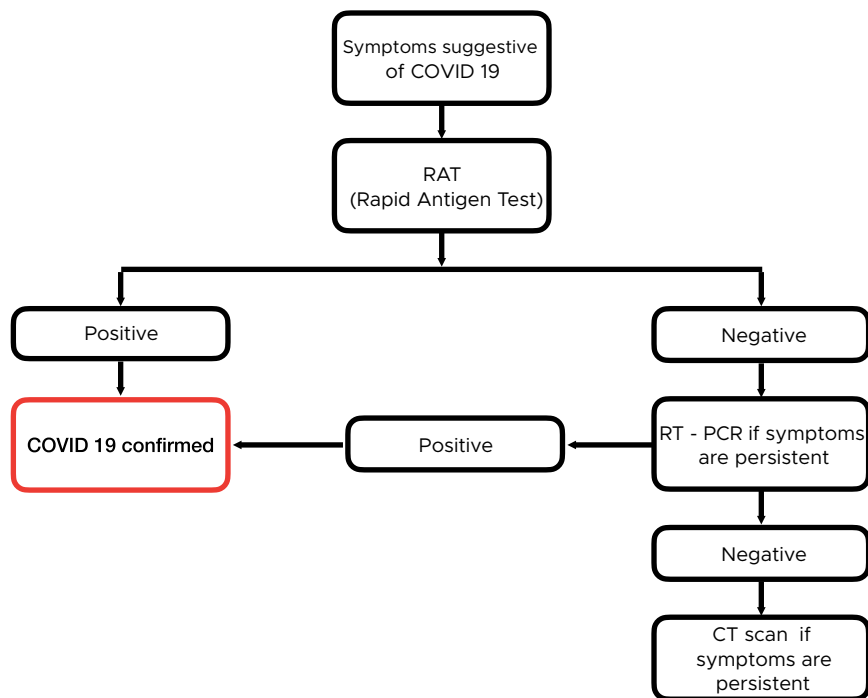 Symptoms suggestive
of COVID 19
RAT
(Rapid Antigen Test)
Positive
Negative
COVID 19 confirmed
Positive
RT - PCR if symptoms
are persistent
Negative
CT scan if
symptoms are
persistent